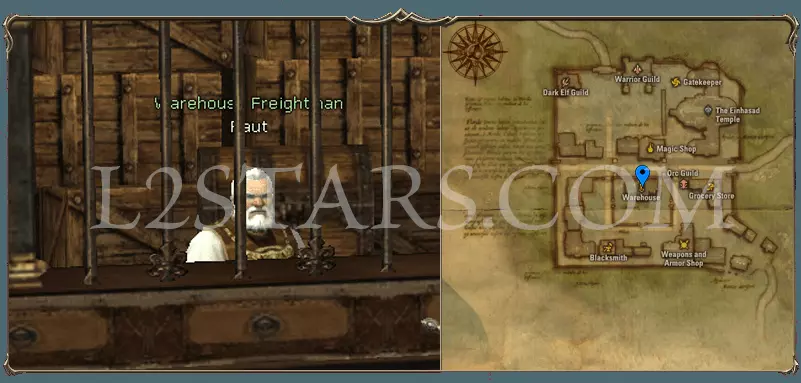 Warehouse Freightman
Raut
L2STARS.COM
Warrior Guild
Gatekeeper
Dark Elf Guild
The Einhasad
Temple
Magic Shop
Orc Guild
Warehouse
Grocery Store
Blacksmith
Weapons and
Armor Shop